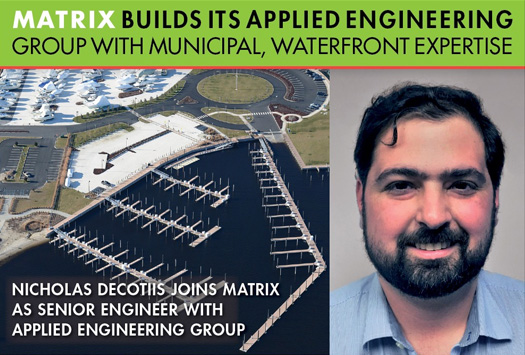 MATRIX BUILDS ITS APPLIED ENGINEERING
GROUP WITH MUNICIPAL, WATERFRONT EXPERTISE
NICHOLAS DECOTIIS JOINS MATRIX
AS SENIOR ENGINEER WITH
APPLIED ENGINEERING GROUP